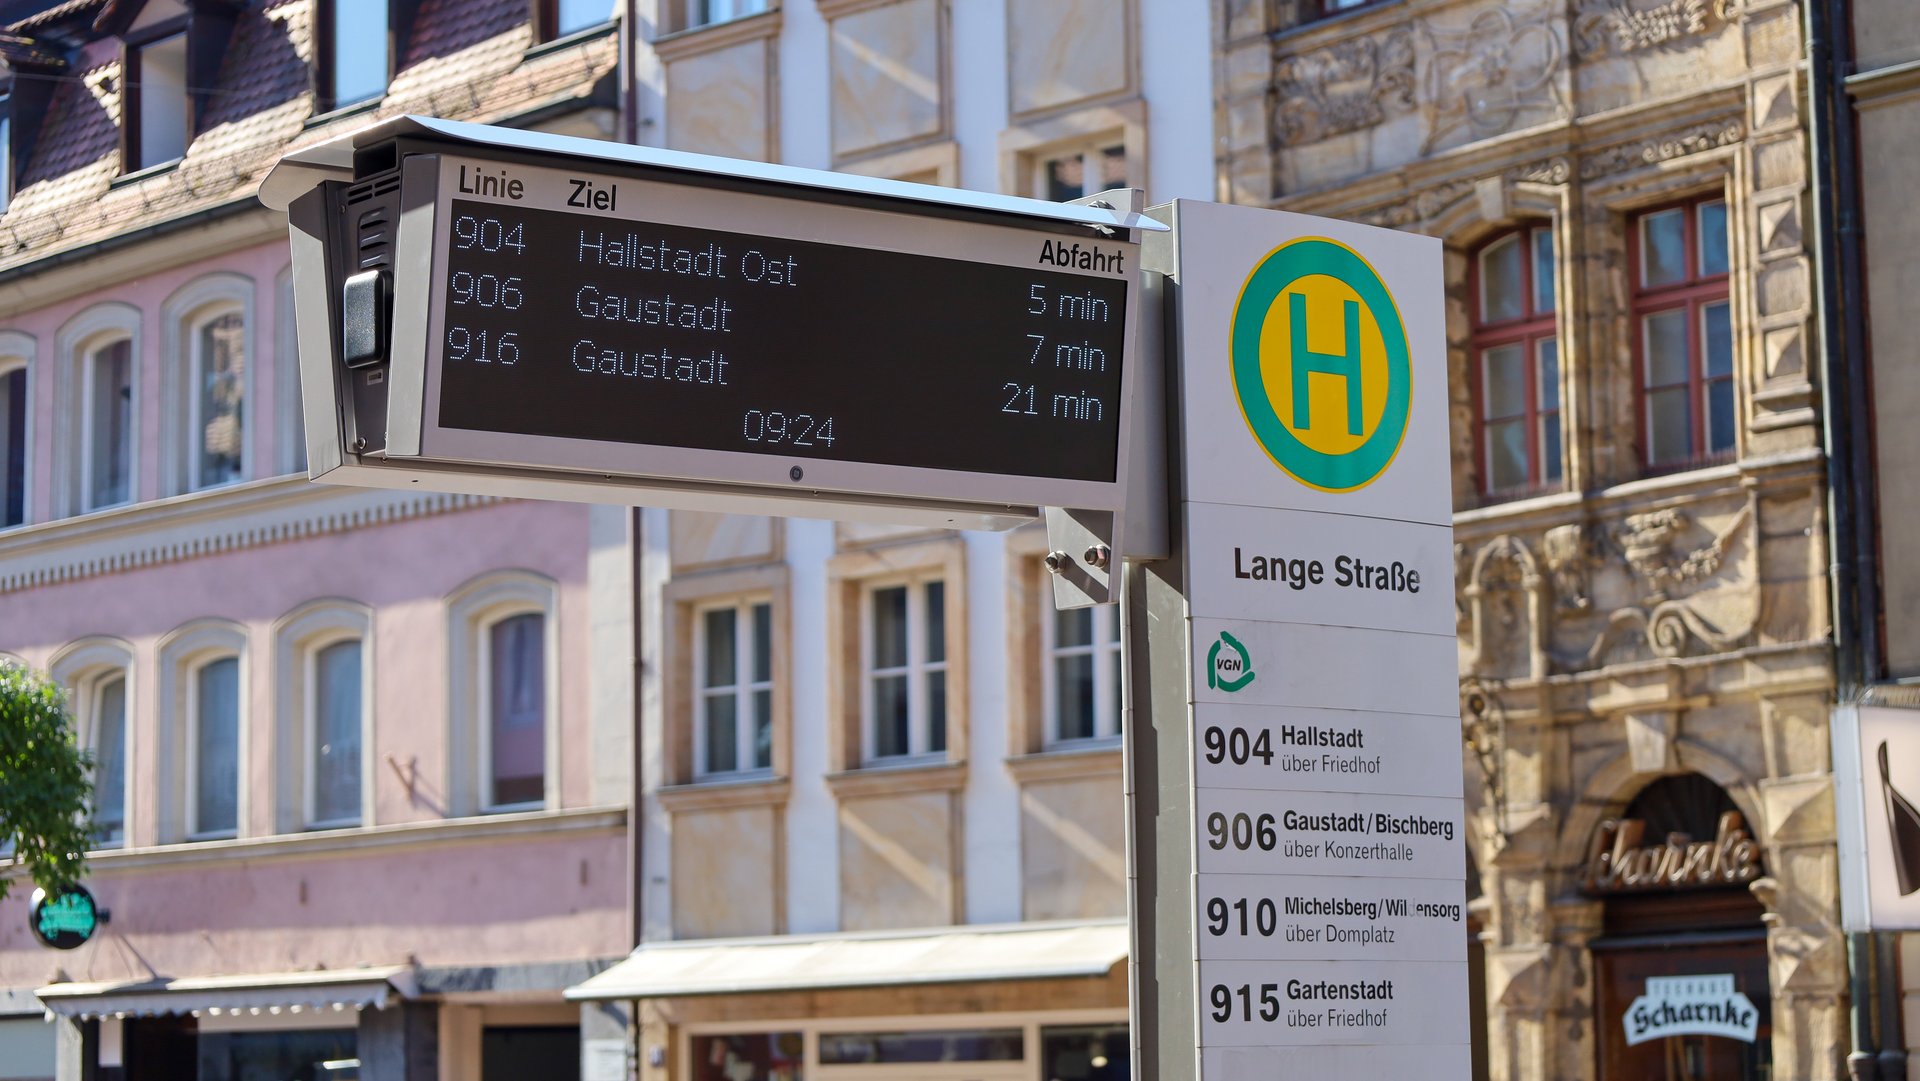 Linie Ziel Abfahrt
904 Hallstadt Ost 5 min
906 Gaustadt 7 min
916 Gaustadt 21 min
09:24
H
Lange Straße
VGN
904 Hallstadt
über Friedhof
906 Gaustadt/Bischberg
über Konzerthalle
910 Michelsberg/Wildensorg
über Domplatz
915 Gartenstadt
über Friedhof
Scharnke
TEEHAUS
Scharnke